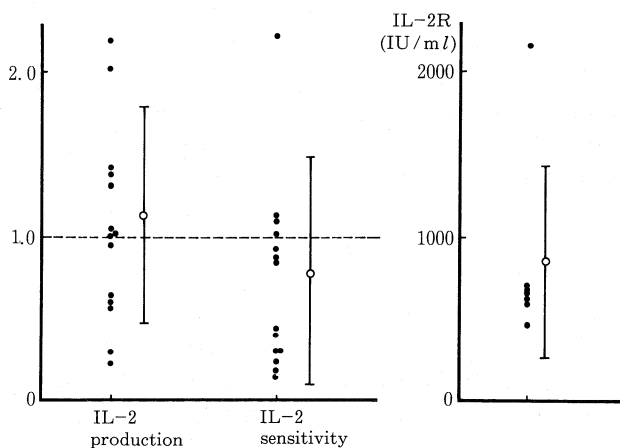 2.0
1.0
0
IL-2
production
IL-2
sensitivity
IL-2R
(IU/ml)
2000
1000
0